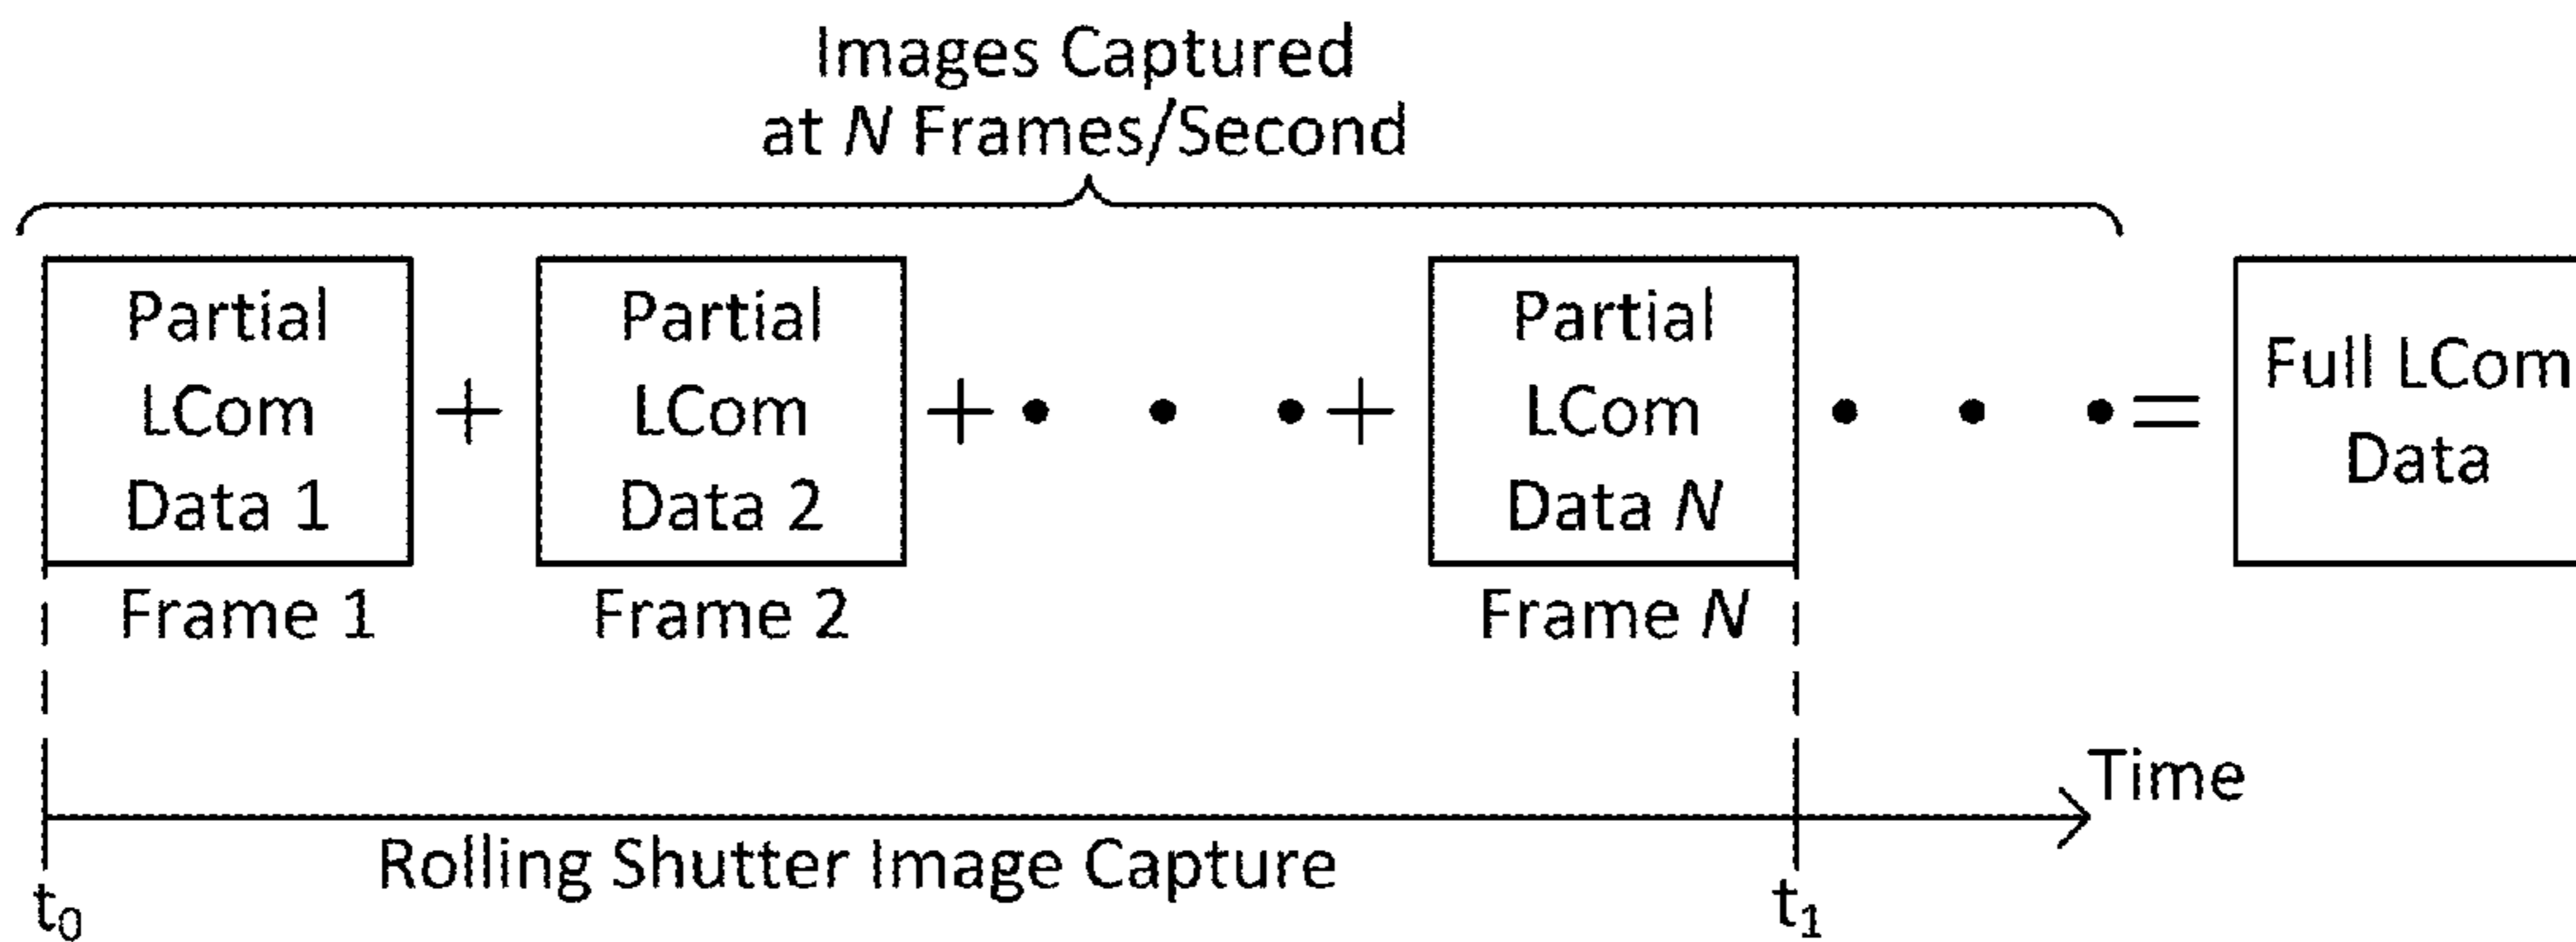 Images Captured
at N Frames/Second
Partial
LCom
Data 1
+
Partial
LCom
Data 2
+ • • • +
Partial
LCom
Data N
• • • =
Full LCom
Data
Frame 1
Frame 2
Frame N
Time
Rolling Shutter Image Capture
t₀
t₁